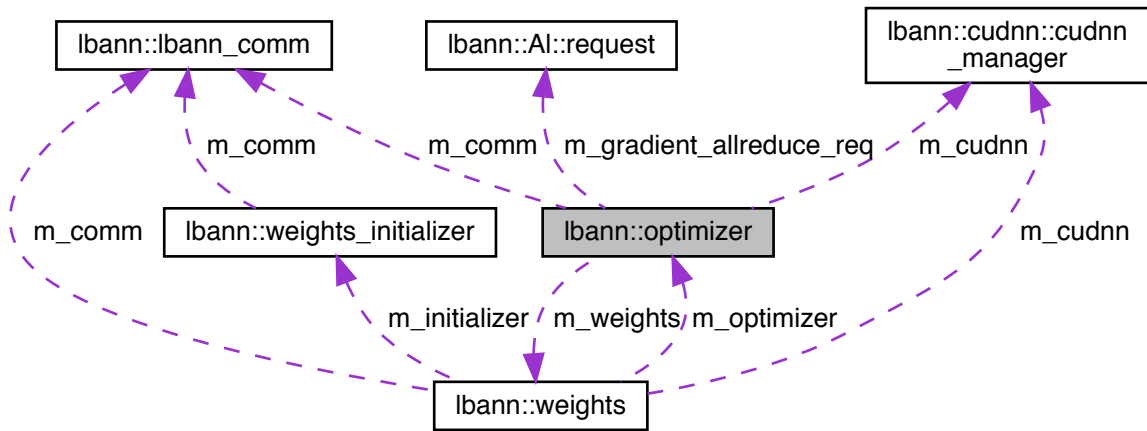 lbann::lbann_comm
lbann::Al::request
lbann::cudnn::cudnn
_manager
m_comm
m_comm
m_gradient_allreduce_req
m_cudnn
m_comm
lbann::weights_initializer
lbann::optimizer
m_cudnn
m_initializer
m_weights
m_optimizer
lbann::weights